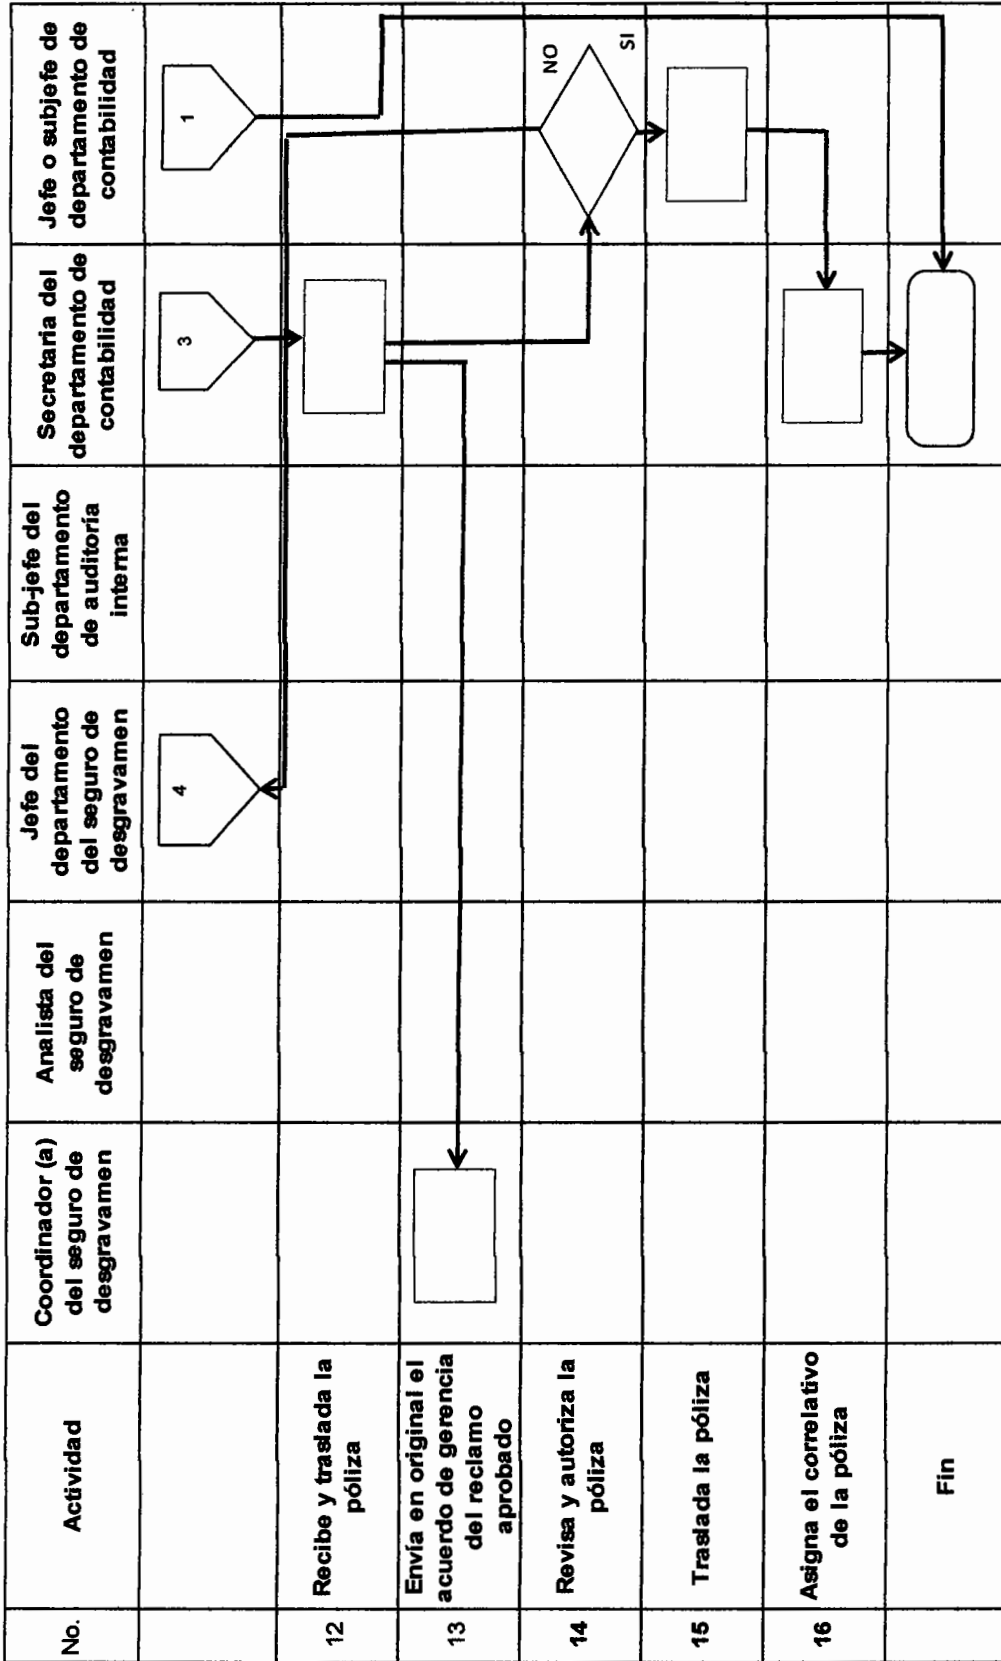 No.
Actividad
Coordinador (a)
del seguro de
desgravamen
Analista del
seguro de
desgravamen
Jefe del
departamento
del seguro de
desgravamen
Sub-jefe del
departamento
de auditoría
interna
Secretaria del
departamento de
contabilidad
Jefe o subjefe de
departamento de
contabilidad
4
3
1
12
Recibe y traslada la
póliza
13
Envía en original el
acuerdo de gerencia
del reclamo
aprobado
14
Revisa y autoriza la
póliza
NO
SI
15
Traslada la póliza
16
Asigna el correlativo
de la póliza
Fin